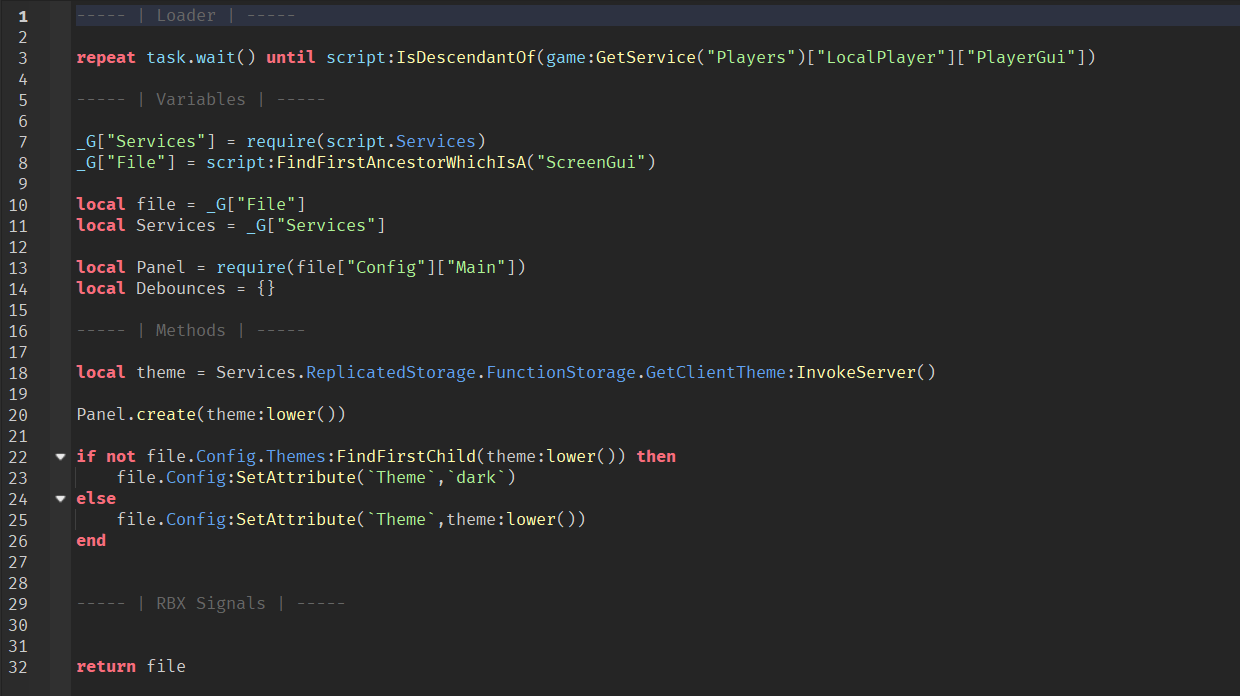 1 ----- | Loader | -----
2
3 repeat task.wait() until script:IsDescendantOf(game:GetService("Players")["LocalPlayer"]["PlayerGui"])
4
5 ----- | Variables | -----
6
7 _G["Services"] = require(script.Services)
8 _G["File"] = script:FindFirstAncestorWhichIsA("ScreenGui")
9
10 local file = _G["File"]
11 local Services = _G["Services"]
12
13 local Panel = require(file["Config"]["Main"])
14 local Debounces = {}
15
16 ----- | Methods | -----
17
18 local theme = Services.ReplicatedStorage.FunctionStorage.GetClientTheme:InvokeServer()
19
20 Panel.create(theme:lower())
21
22 if not file.Config.Themes:FindFirstChild(theme:lower()) then
23     file.Config:SetAttribute(`Theme`,`dark`)
24 else
25     file.Config:SetAttribute(`Theme`,theme:lower())
26 end
27
28
29 ----- | RBX Signals | -----
30
31
32 return file